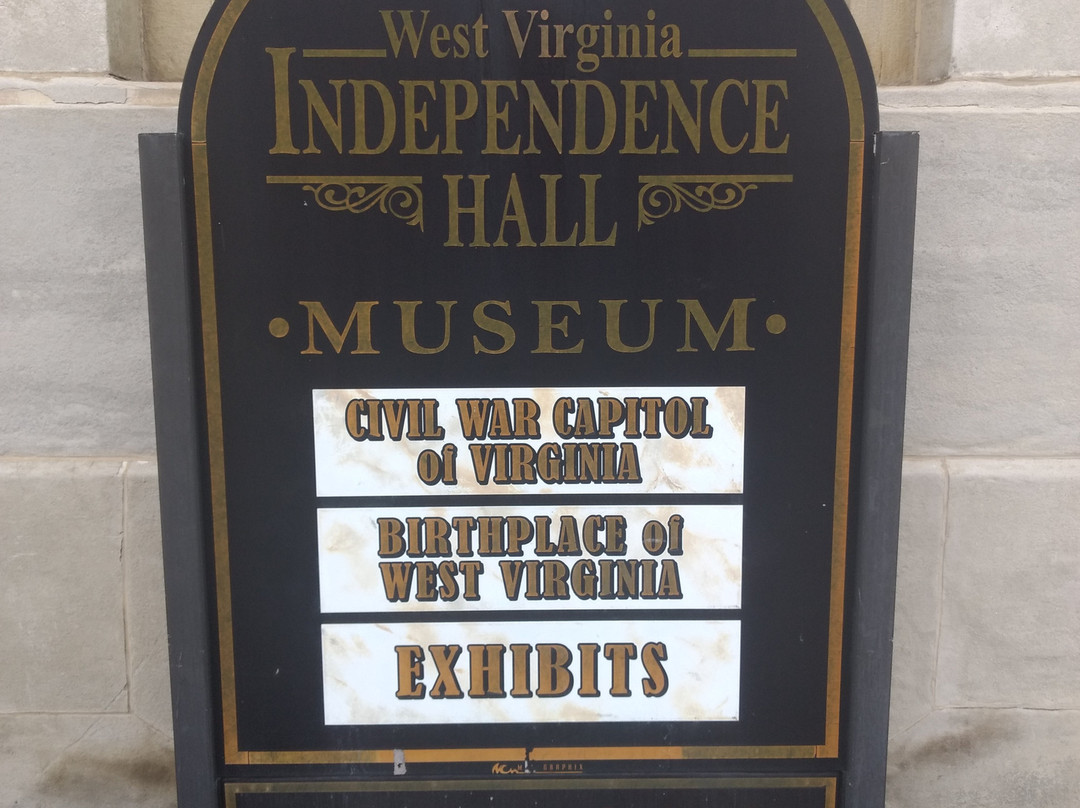 West Virginia
INDEPENDENCE
HALL
•MUSEUM•
CIVIL WAR CAPITOL
of VIRGINIA
BIRTHPLACE of
WEST VIRGINIA
EXHIBITS